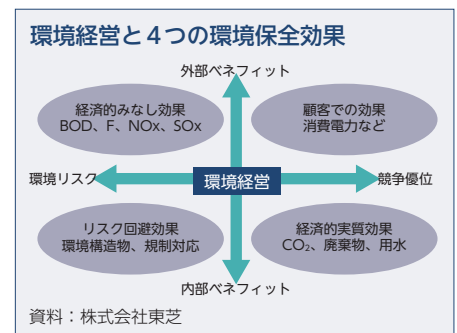 環境経営と4つの環境保全効果
外部ベネフィット
経済的みなし効果
BOD、F、NOx、SOx
顧客での効果
消費電力など
環境リスク
環境経営
競争優位
リスク回避効果
環境構造物、規制対応
経済的実質効果
CO₂、廃棄物、用水
内部ベネフィット
資料：株式会社東芝